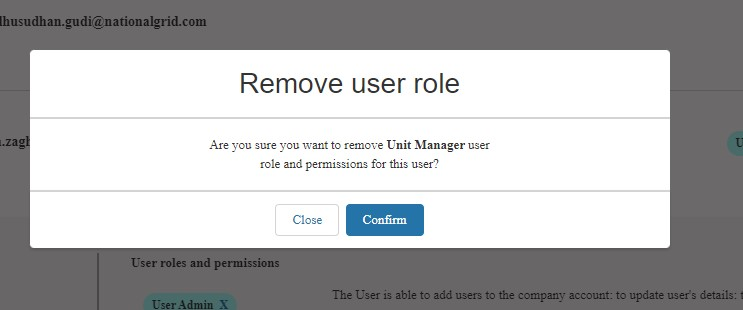 lhusudhan.gudi@nationalgrid.com
Remove user role
Are you sure you want to remove Unit Manager user
role and permissions for this user?
Close Confirm
User roles and permissions
User Admin X
The User is able to add users to the company account: to update user's details: